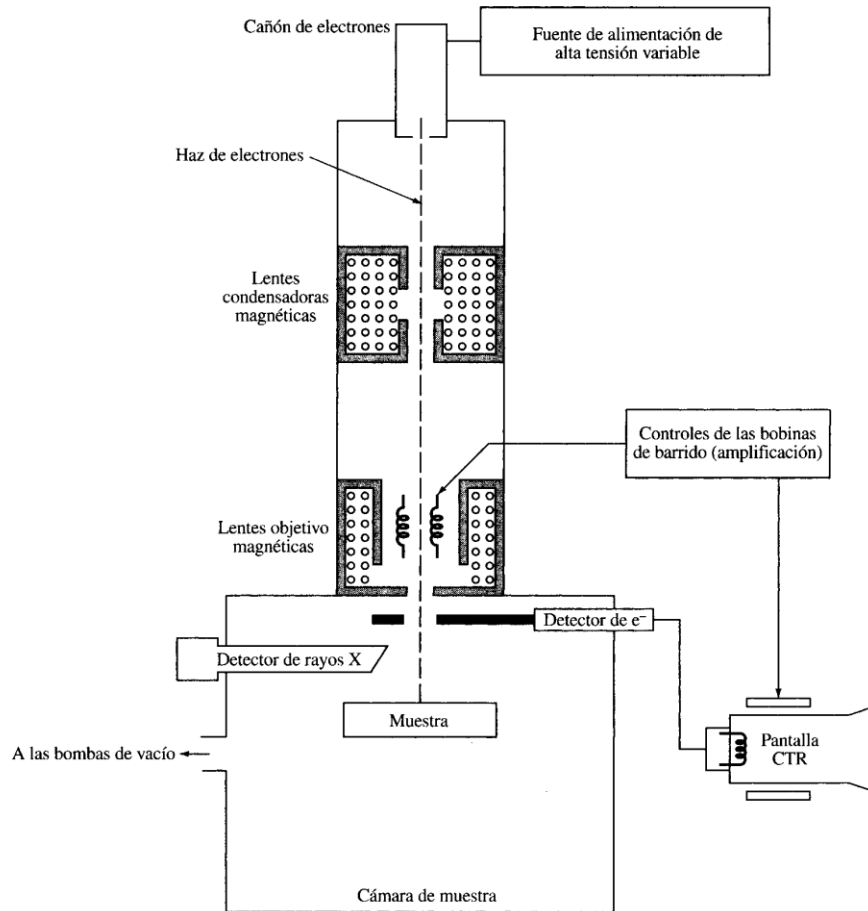 Cañón de electrones
Fuente de alimentación de
alta tensión variable
Haz de electrones
Lentes
condensadoras
magnéticas
Controles de las bobinas
de barrido (amplificación)
Lentes objetivo
magnéticas
Detector de e⁻
Detector de rayos X
Muestra
A las bombas de vacío
Pantalla
CTR
Cámara de muestra